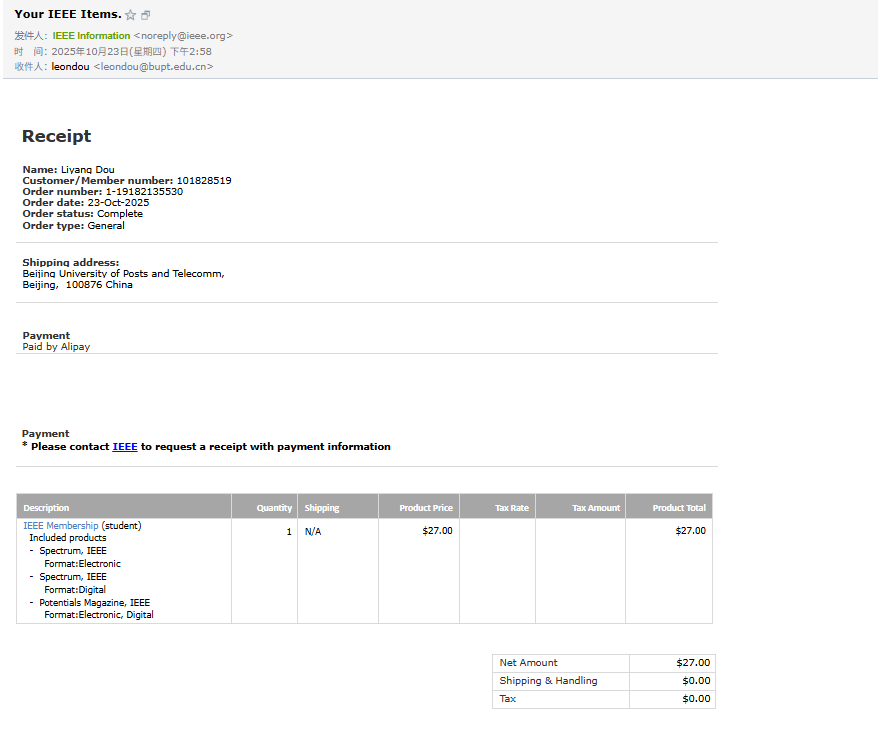 Your IEEE Items.
发件人：IEEE Information <noreply@ieee.org>
时 间：2025年10月23日(星期四) 下午2:58
收件人：leondou <leondou@bupt.edu.cn>
Receipt
Name: Liyang Dou
Customer/Member number: 101828519
Order number: 1-19182135530
Order date: 23-Oct-2025
Order status: Complete
Order type: General
Shipping address:
Beijing University of Posts and Telecomm,
Beijing, 100876 China
Payment
Paid by Alipay
Payment
* Please contact IEEE to request a receipt with payment information
Description Quantity Shipping Product Price Tax Rate Tax Amount Product Total
IEEE Membership (student) 1 N/A $27.00 $27.00
Included products
- Spectrum, IEEE
Format:Electronic
- Spectrum, IEEE
Format:Digital
- Potentials Magazine, IEEE
Format:Electronic, Digital
Net Amount $27.00
Shipping & Handling $0.00
Tax $0.00